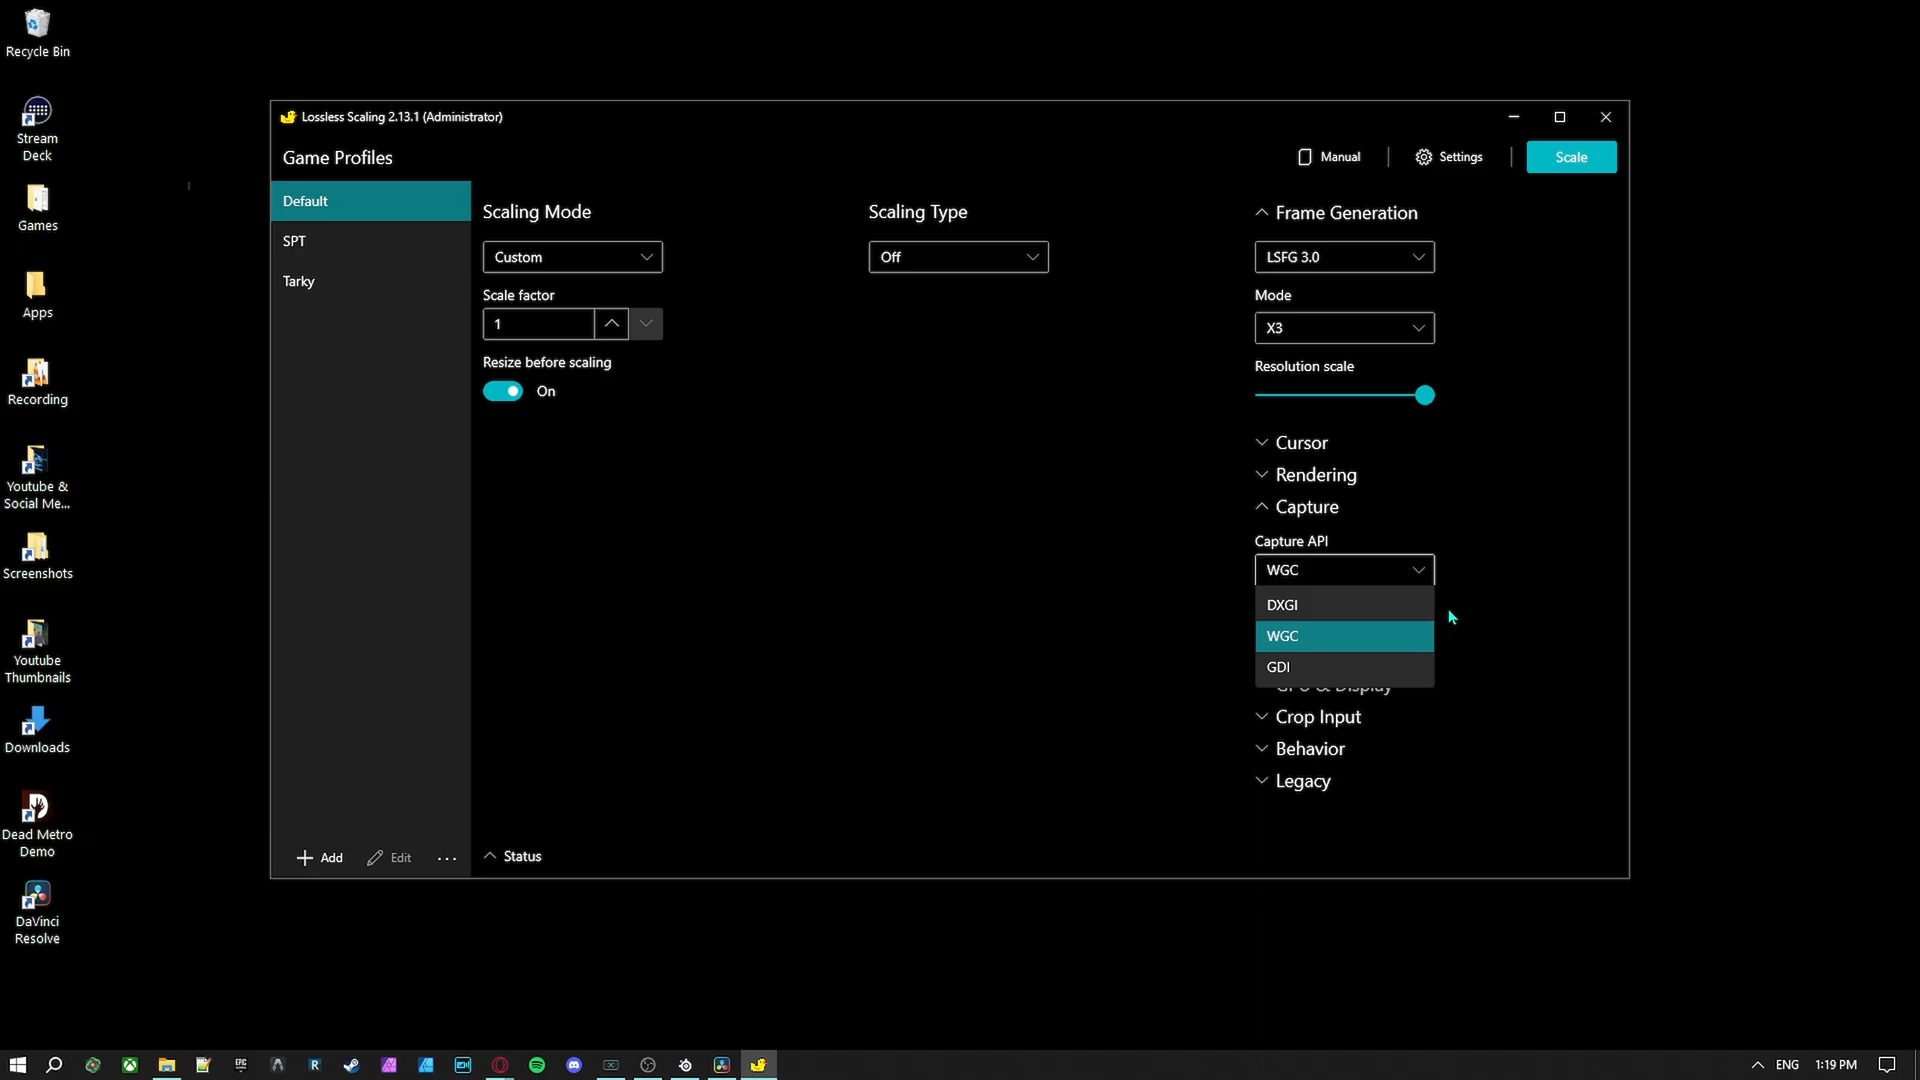 Recycle Bin
Stream
Deck
Games
Apps
Recording
Youtube &
Social Me...
Screenshots
Youtube
Thumbnails
Downloads
Dead Metro
Demo
DaVinci
Resolve
Lossless Scaling 2.13.1 (Administrator)
Game Profiles
Manual
Settings
Scale
Default
SPT
Tarky
Scaling Mode
Custom
Scale factor
1
Resize before scaling
On
Scaling Type
Off
Frame Generation
LSFG 3.0
Mode
X3
Resolution scale
Cursor
Rendering
Capture
Capture API
WGC
DXGI
WGC
GDI
GPU & Display
Crop Input
Behavior
Legacy
Add
Edit
...
Status
EPIC
R
ENG
1:19 PM